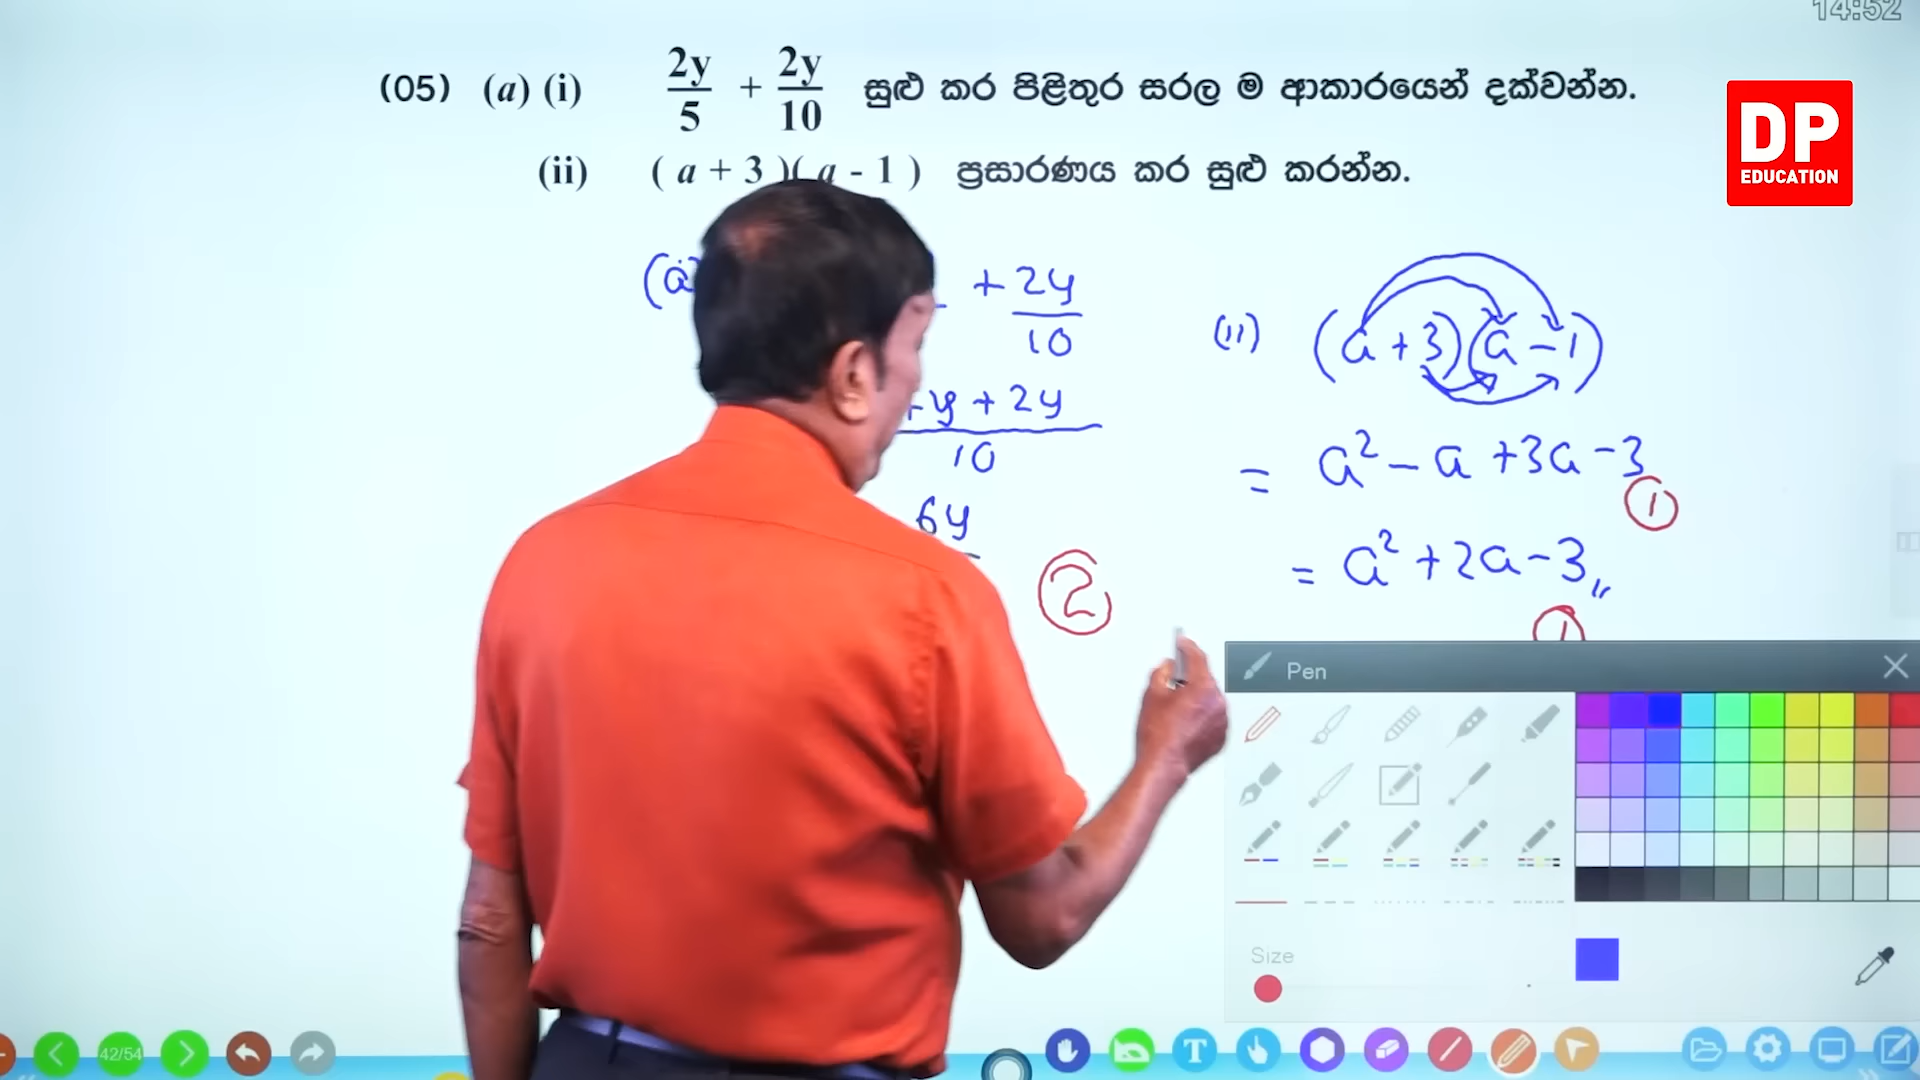 14:52
(05) (a) (i) 2y/5 + 2y/10 සුළු කර පිළිතුර සරල ම ආකාරයෙන් දක්වන්න.
(ii) ( a + 3 )( a - 1 ) ප්‍රසාරණය කර සුළු කරන්න.
DP
EDUCATION
+ 2y/10
y + 2y
10
6y
2
(ii) (a + 3)(a - 1)
= a² - a + 3a - 3
1
= a² + 2a - 3
1
Pen
Size
42/54
T